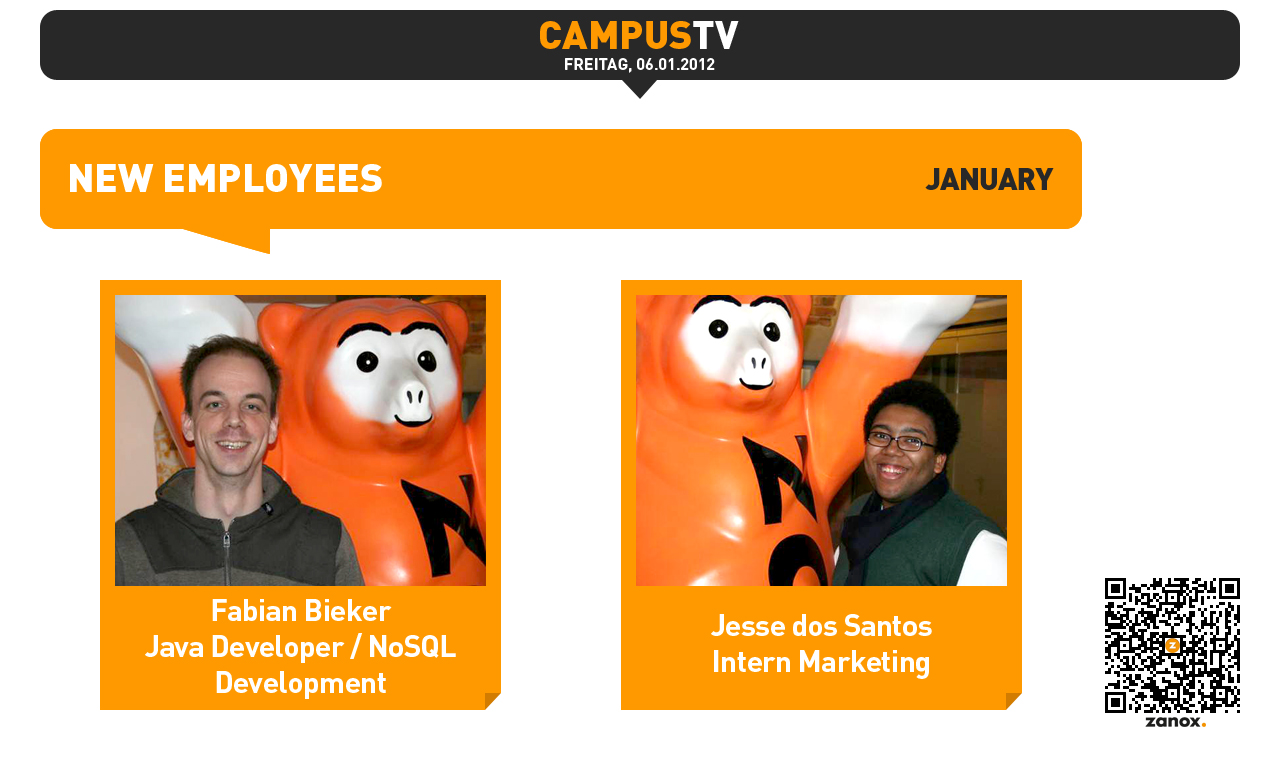 CAMPUSTV
FREITAG, 06.01.2012
NEW EMPLOYEES
JANUARY
N
Fabian Bieker
Java Developer / NoSQL
Development
N
O
Jesse dos Santos
Intern Marketing
z
zanox.